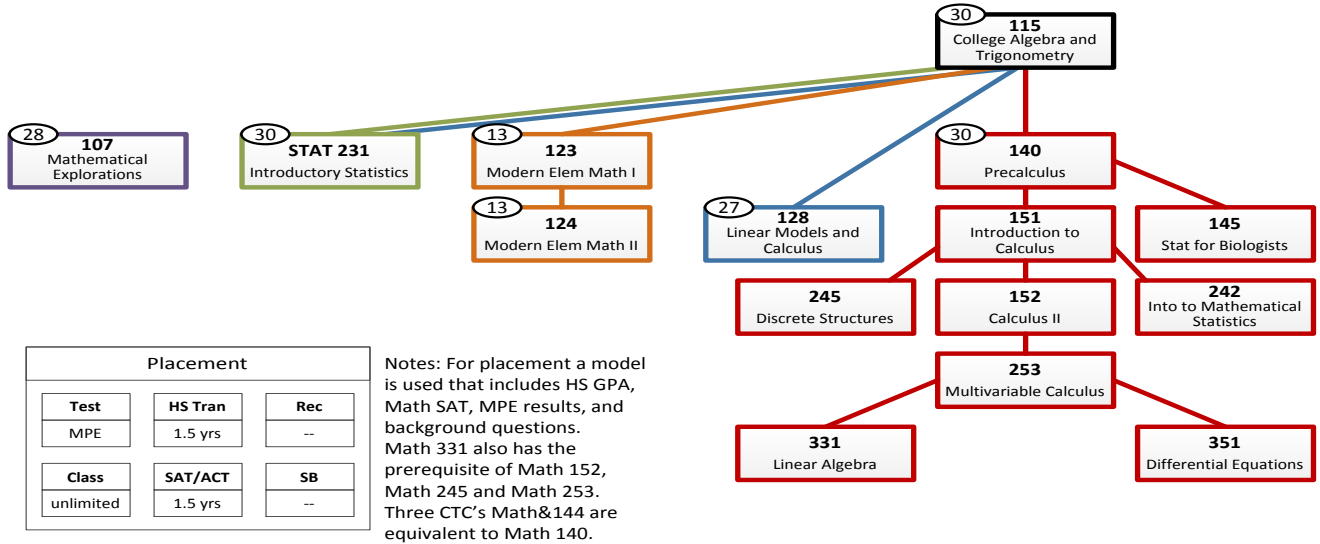 30
115
College Algebra and
Trigonometry
28
107
Mathematical
Explorations
30
STAT 231
Introductory Statistics
13
123
Modern Elem Math I
30
140
Precalculus
13
124
Modern Elem Math II
27
128
Linear Models and
Calculus
151
Introduction to
Calculus
145
Stat for Biologists
245
Discrete Structures
152
Calculus II
242
Into to Mathematical
Statistics
253
Multivariable Calculus
331
Linear Algebra
351
Differential Equations
Placement
Test
MPE
HS Tran
1.5 yrs
Rec
--
Class
unlimited
SAT/ACT
1.5 yrs
SB
--
Notes: For placement a model
is used that includes HS GPA,
Math SAT, MPE results, and
background questions.
Math 331 also has the
prerequisite of Math 152,
Math 245 and Math 253.
Three CTC's Math&144 are
equivalent to Math 140.